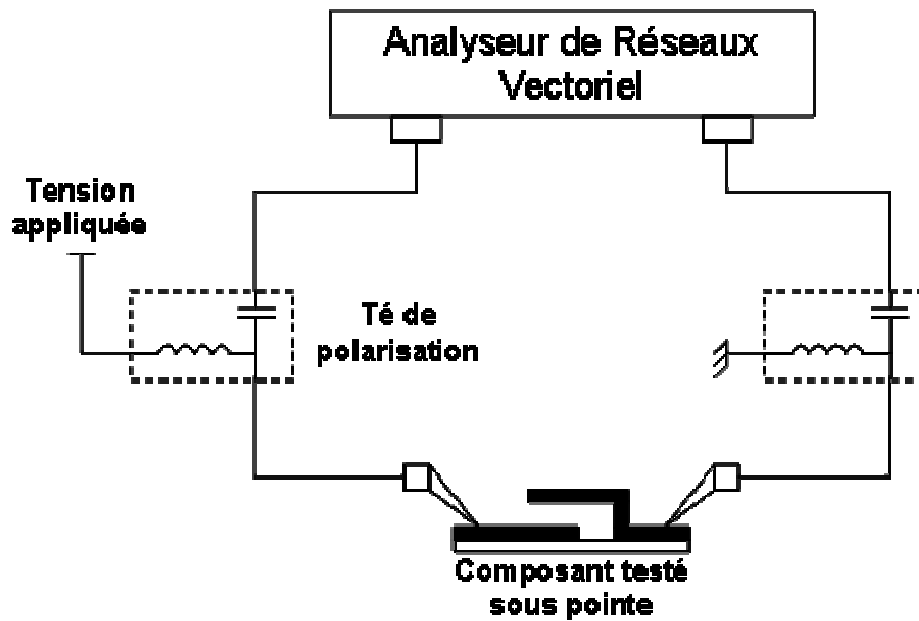 Analyseur de Réseaux
Vectoriel
Tension
appliquée
Té de
polarisation
Composant testé
sous pointe